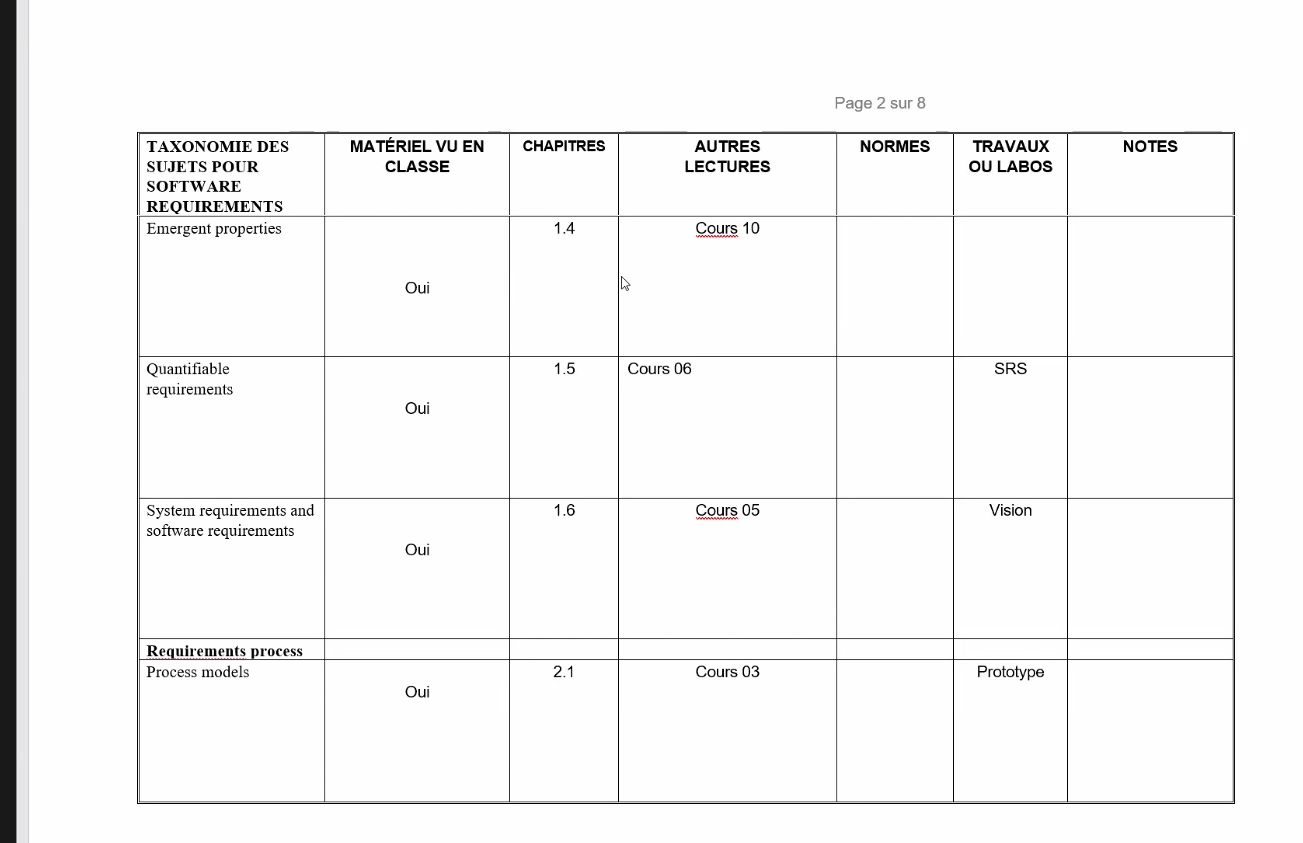 Page 2 sur 8
TAXONOMIE DES SUJETS POUR SOFTWARE REQUIREMENTS
MATÉRIEL VU EN CLASSE
CHAPITRES
AUTRES LECTURES
NORMES
TRAVAUX OU LABOS
NOTES
Emergent properties
Oui
1.4
Cours 10
Quantifiable requirements
Oui
1.5
Cours 06
SRS
System requirements and software requirements
Oui
1.6
Cours 05
Vision
Requirements process
Process models
Oui
2.1
Cours 03
Prototype